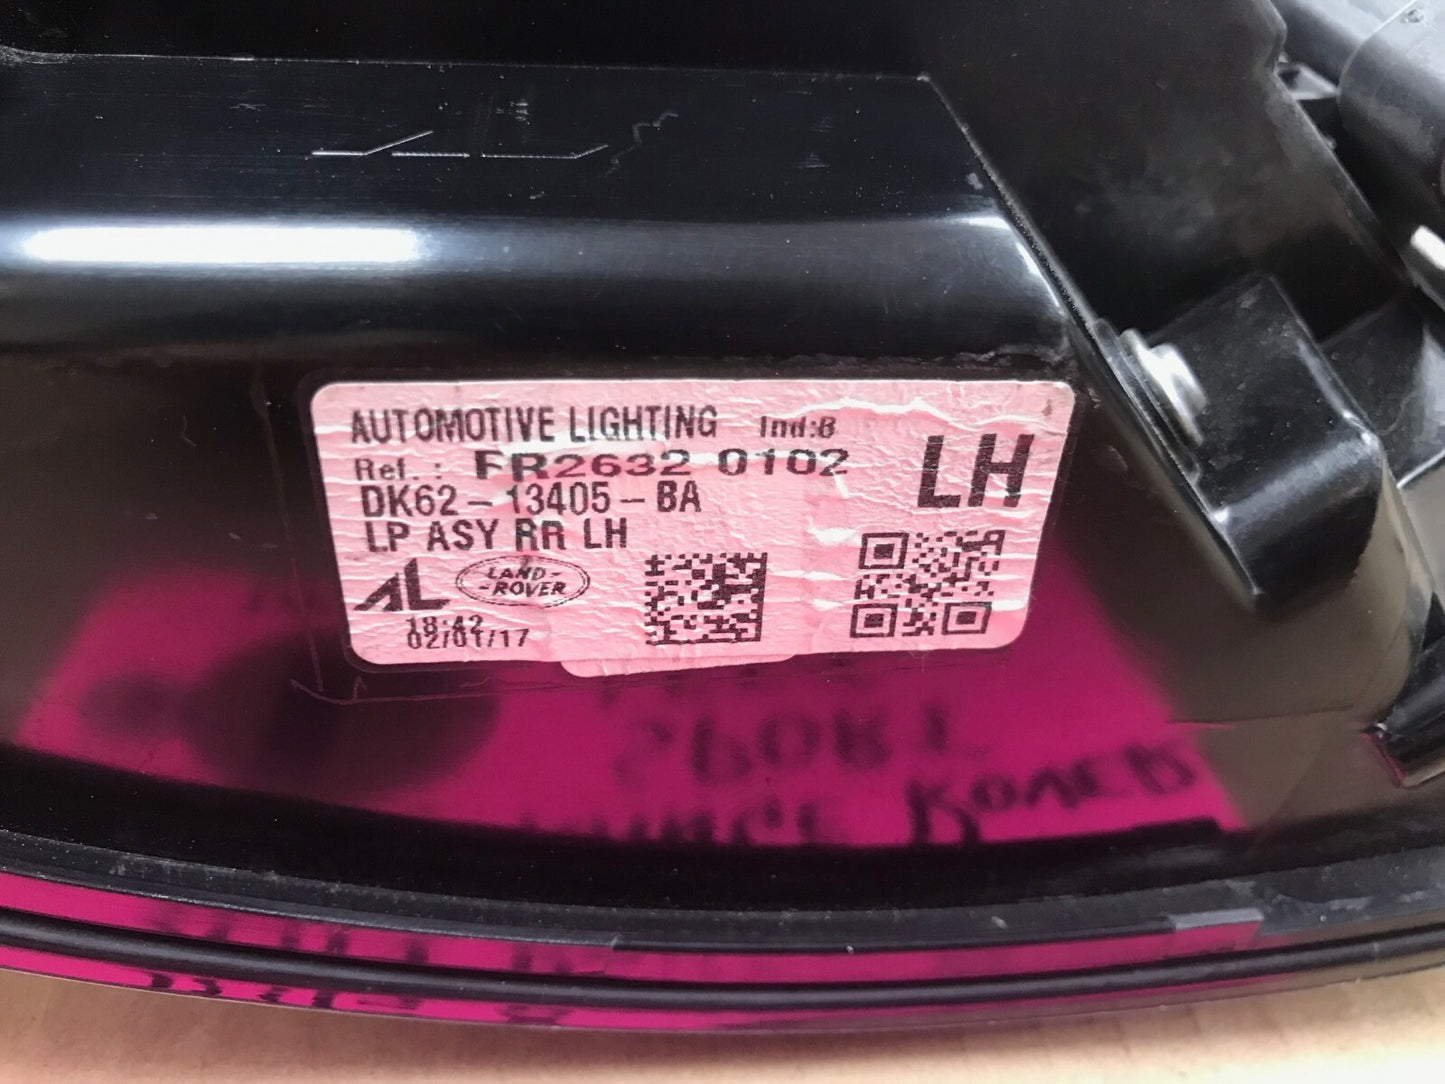 AUTOMOTIVE LIGHTING Ind:B
Ref. : FR2632 0102
LH
DK62-13405-BA
LP ASY RR LH
AL
LAND-
-ROVER
18:42
02/01/17